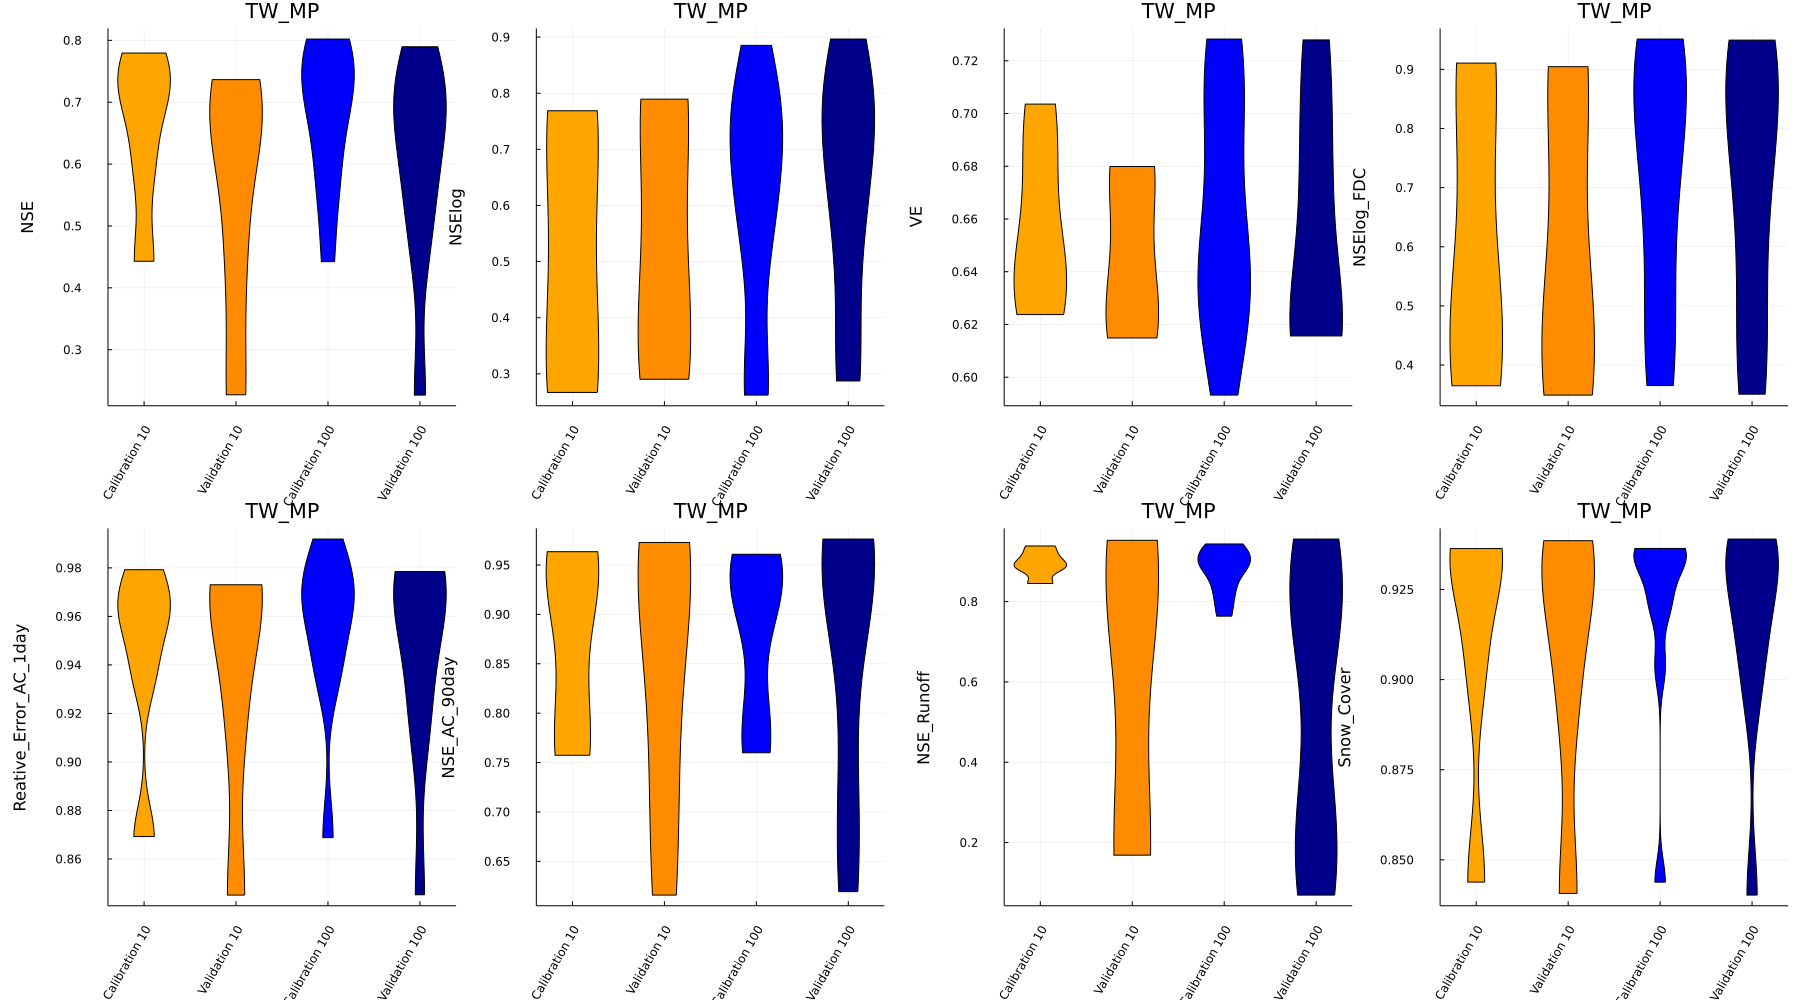 TW_MP
NSE
0.8
0.7
0.6
0.5
0.4
0.3
Calibration 10
Validation 10
Calibration 100
Validation 100
TW_MP
NSElog
0.9
0.8
0.7
0.6
0.5
0.4
0.3
Calibration 10
Validation 10
Calibration 100
Validation 100
TW_MP
VE
0.72
0.70
0.68
0.66
0.64
0.62
0.60
Calibration 10
Validation 10
Calibration 100
Validation 100
TW_MP
NSElog_FDC
0.9
0.8
0.7
0.6
0.5
0.4
Calibration 10
Validation 10
Calibration 100
Validation 100
TW_MP
Reative_Error_AC_1day
0.98
0.96
0.94
0.92
0.90
0.88
0.86
Calibration 10
Validation 10
Calibration 100
Validation 100
TW_MP
NSE_AC_90day
0.95
0.90
0.85
0.80
0.75
0.70
0.65
Calibration 10
Validation 10
Calibration 100
Validation 100
TW_MP
NSE_Runoff
0.8
0.6
0.4
0.2
Calibration 10
Validation 10
Calibration 100
Validation 100
TW_MP
Snow_Cover
0.925
0.900
0.875
0.850
Calibration 10
Validation 10
Calibration 100
Validation 100